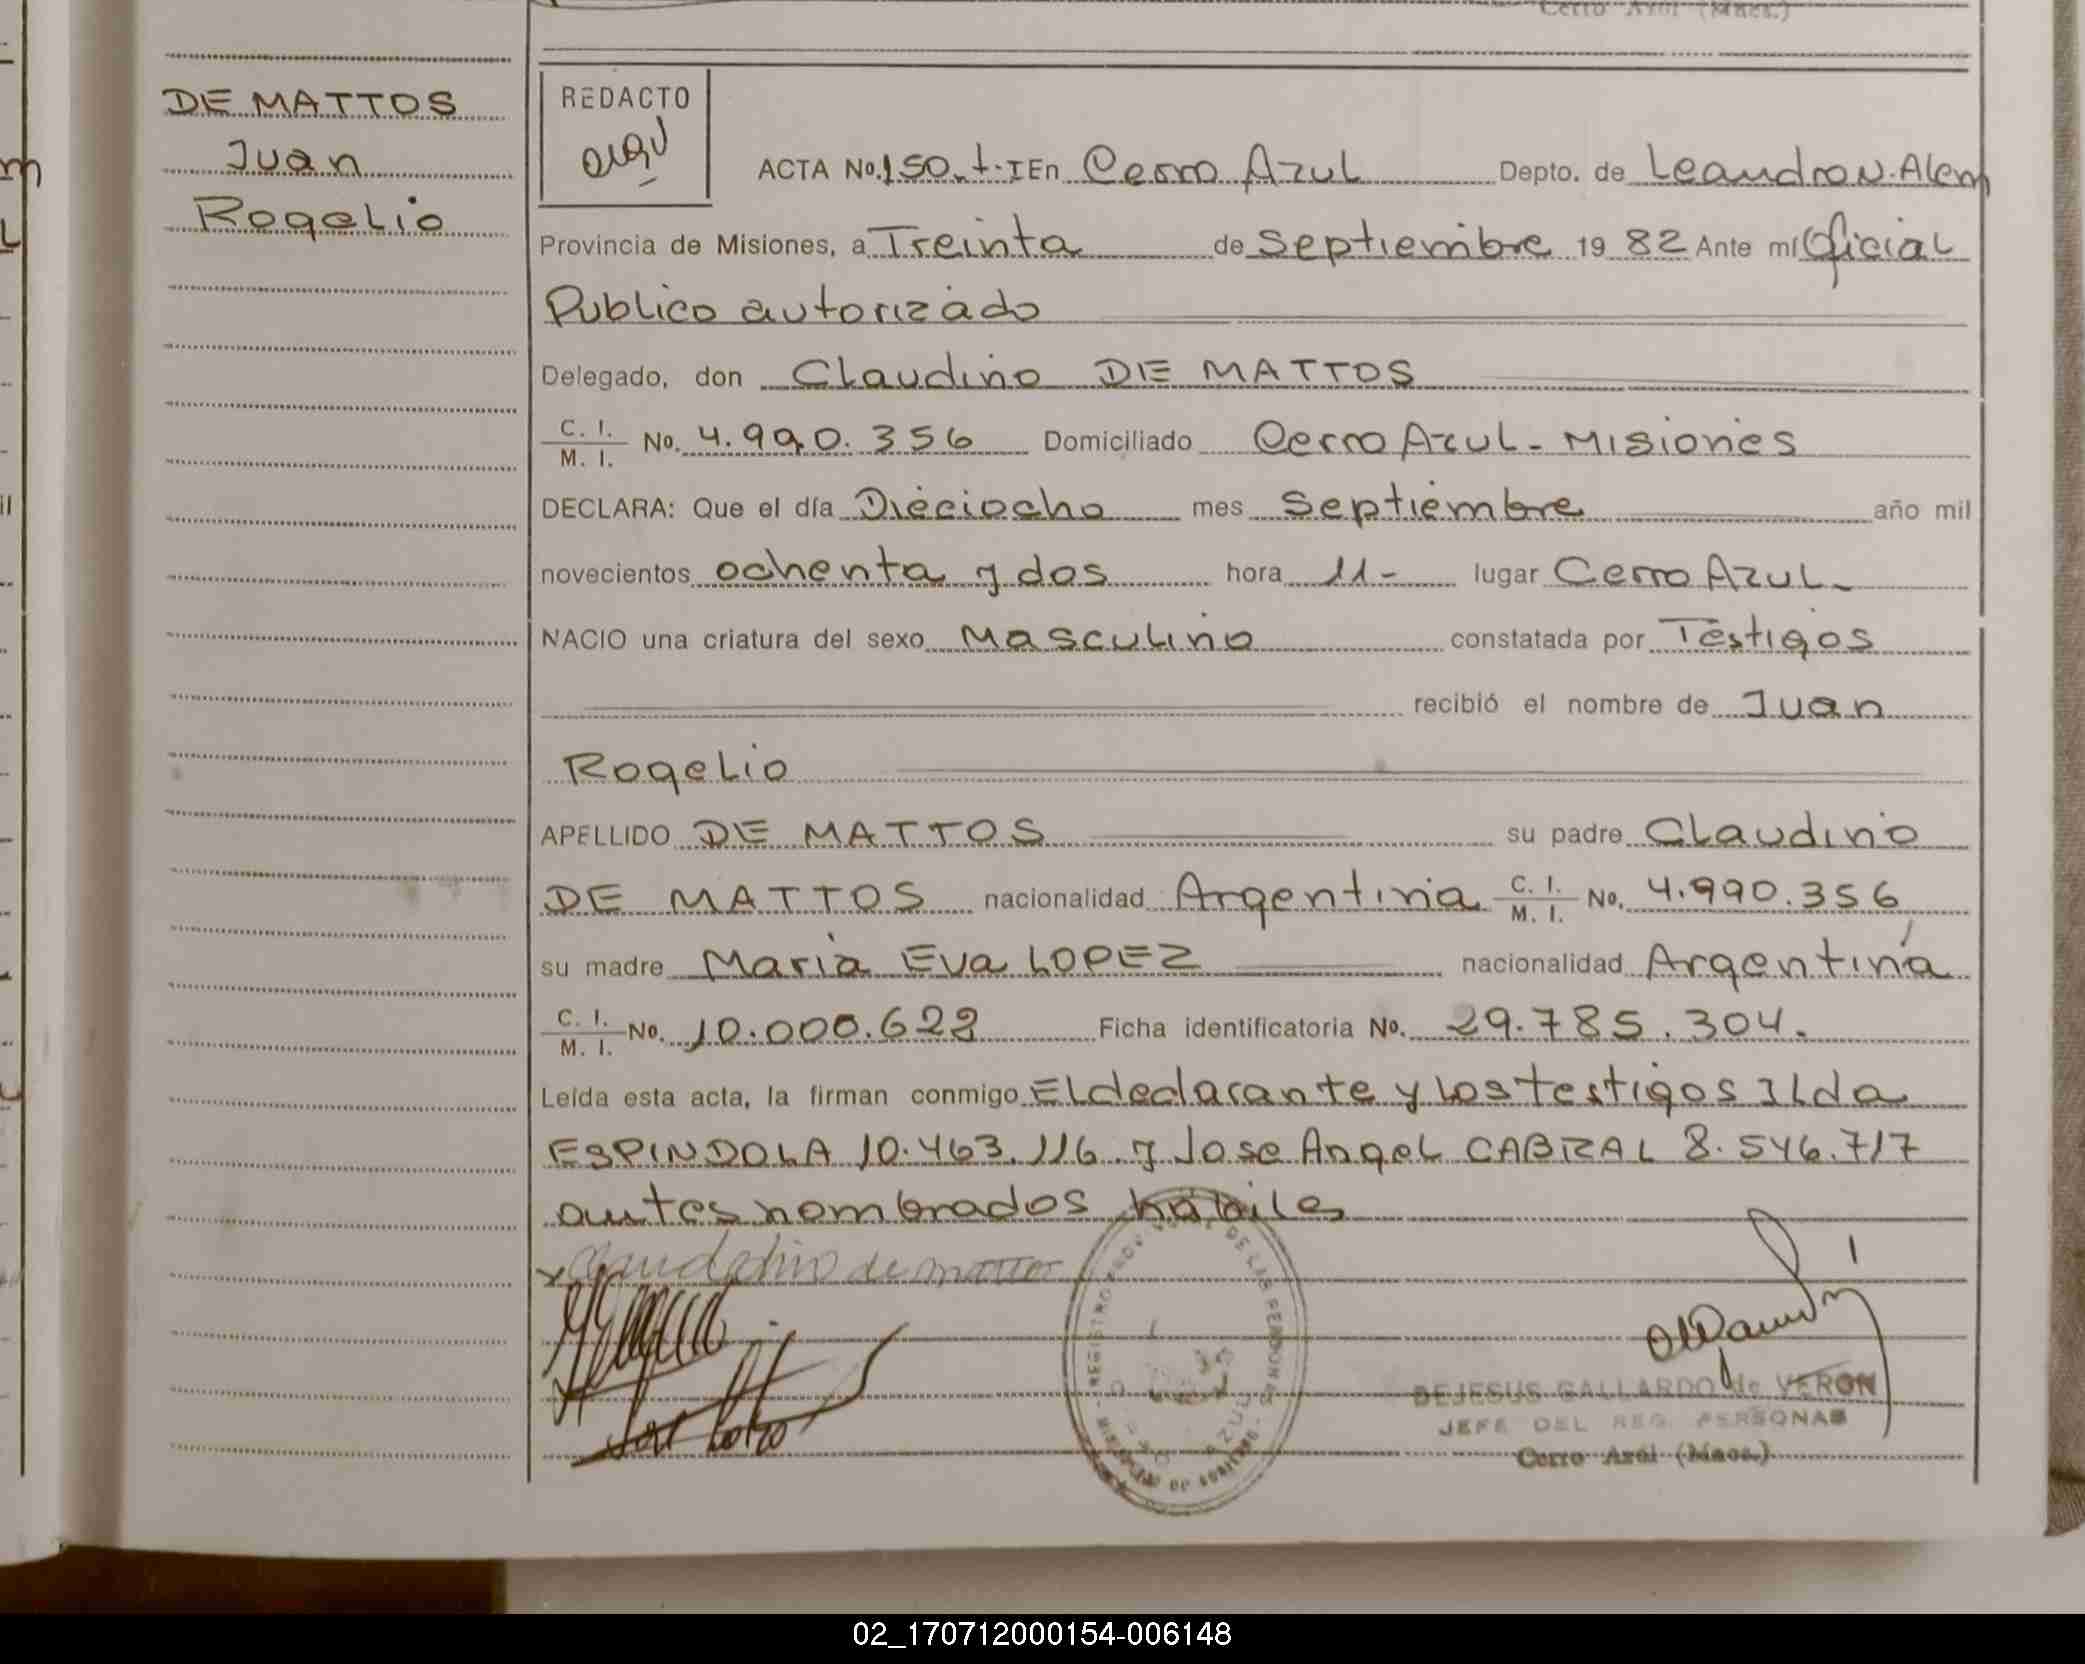 Cerro Azul (Mnes.)
DE MATTOS
Juan
Rogelio
REDACTO
ACTA No. 150. t. I En Cerro Azul Depto. de Leandro N. Alem
Provincia de Misiones, a Treinta de Septiembre 19 82 Ante mi Oficial
Publico autorizado
Delegado, don Claudino DE MATTOS
C. I.
M. I. No. 4.990.356 Domiciliado Cerro Azul - Misiones
DECLARA: Que el día Dieciocho mes Septiembre año mil
novecientos ochenta y dos hora 11- lugar Cerro Azul-
NACIO una criatura del sexo Masculino constatada por Testigos
recibió el nombre de Juan
Rogelio
APELLIDO DE MATTOS su padre Claudino
DE MATTOS nacionalidad Argentina C. I. M. I. No. 4.990.356
su madre Maria Eva LOPEZ nacionalidad Argentina
C. I.
M. I. No. 10.000.622 Ficha identificatoria No. 29.785.304.
Leída esta acta, la firman conmigo El declarante y los testigos Ilda
ESPINDOLA 10.463.116. y Jose Angel CABRAL 8.546.717
antes nombrados habiles
de mattos
DEJESUS GALLARDO de VERON
JEFE DEL REG. PERSONAS
Cerro Azul (Mnes.)
02_170712000154-006148